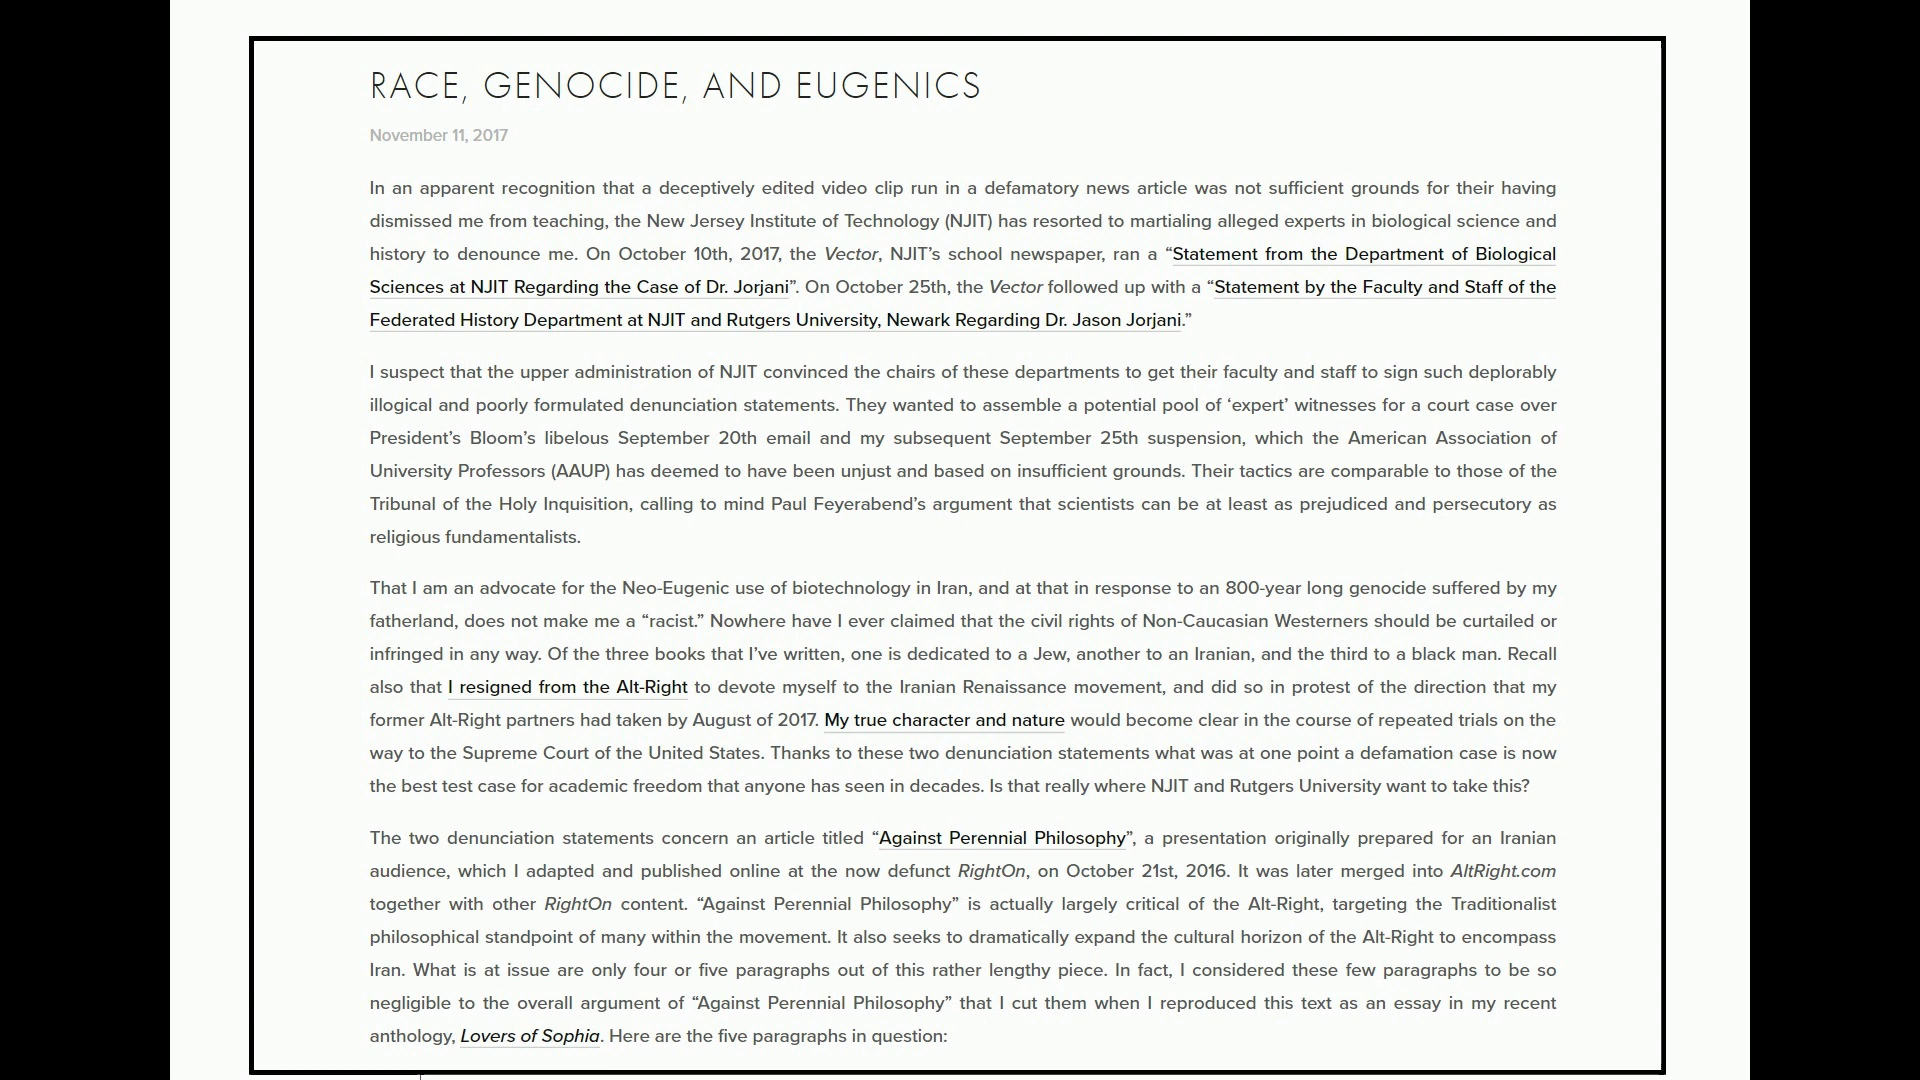 RACE, GENOCIDE, AND EUGENICS
November 11, 2017
In an apparent recognition that a deceptively edited video clip run in a defamatory news article was not sufficient grounds for their having
dismissed me from teaching, the New Jersey Institute of Technology (NJIT) has resorted to martialing alleged experts in biological science and
history to denounce me. On October 10th, 2017, the Vector, NJIT’s school newspaper, ran a “Statement from the Department of Biological
Sciences at NJIT Regarding the Case of Dr. Jorjani”. On October 25th, the Vector followed up with a “Statement by the Faculty and Staff of the
Federated History Department at NJIT and Rutgers University, Newark Regarding Dr. Jason Jorjani.”
I suspect that the upper administration of NJIT convinced the chairs of these departments to get their faculty and staff to sign such deplorably
illogical and poorly formulated denunciation statements. They wanted to assemble a potential pool of ‘expert’ witnesses for a court case over
President’s Bloom’s libelous September 20th email and my subsequent September 25th suspension, which the American Association of
University Professors (AAUP) has deemed to have been unjust and based on insufficient grounds. Their tactics are comparable to those of the
Tribunal of the Holy Inquisition, calling to mind Paul Feyerabend’s argument that scientists can be at least as prejudiced and persecutory as
religious fundamentalists.
That I am an advocate for the Neo-Eugenic use of biotechnology in Iran, and at that in response to an 800-year long genocide suffered by my
fatherland, does not make me a “racist.” Nowhere have I ever claimed that the civil rights of Non-Caucasian Westerners should be curtailed or
infringed in any way. Of the three books that I’ve written, one is dedicated to a Jew, another to an Iranian, and the third to a black man. Recall
also that I resigned from the Alt-Right to devote myself to the Iranian Renaissance movement, and did so in protest of the direction that my
former Alt-Right partners had taken by August of 2017. My true character and nature would become clear in the course of repeated trials on the
way to the Supreme Court of the United States. Thanks to these two denunciation statements what was at one point a defamation case is now
the best test case for academic freedom that anyone has seen in decades. Is that really where NJIT and Rutgers University want to take this?
The two denunciation statements concern an article titled “Against Perennial Philosophy”, a presentation originally prepared for an Iranian
audience, which I adapted and published online at the now defunct RightOn, on October 21st, 2016. It was later merged into AltRight.com
together with other RightOn content. “Against Perennial Philosophy” is actually largely critical of the Alt-Right, targeting the Traditionalist
philosophical standpoint of many within the movement. It also seeks to dramatically expand the cultural horizon of the Alt-Right to encompass
Iran. What is at issue are only four or five paragraphs out of this rather lengthy piece. In fact, I considered these few paragraphs to be so
negligible to the overall argument of “Against Perennial Philosophy” that I cut them when I reproduced this text as an essay in my recent
anthology, Lovers of Sophia. Here are the five paragraphs in question: